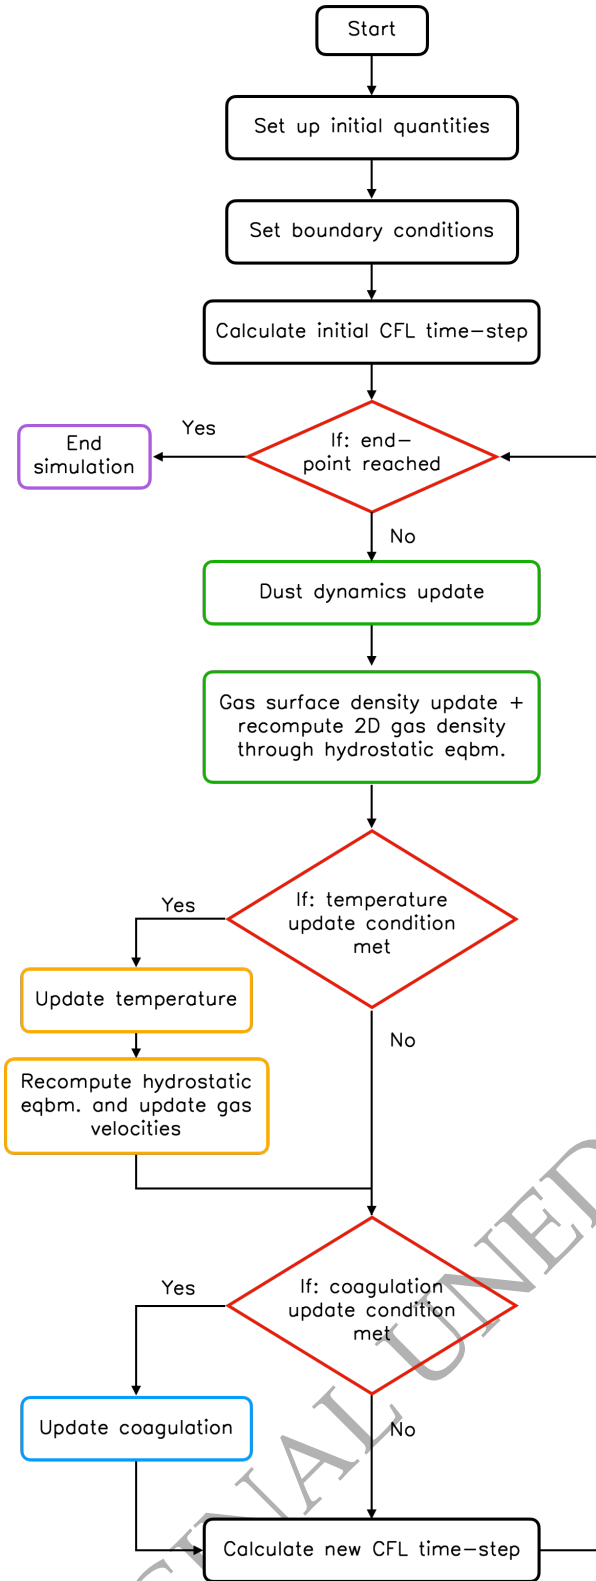 Start
Set up initial quantities
Set boundary conditions
Calculate initial CFL time-step
If: end-
point reached
Yes
End
simulation
No
Dust dynamics update
Gas surface density update +
recompute 2D gas density
through hydrostatic eqbm.
If: temperature
update condition
met
Yes
Update temperature
No
Recompute hydrostatic
eqbm. and update gas
velocities
If: coagulation
update condition
met
Yes
Update coagulation
No
Calculate new CFL time-step